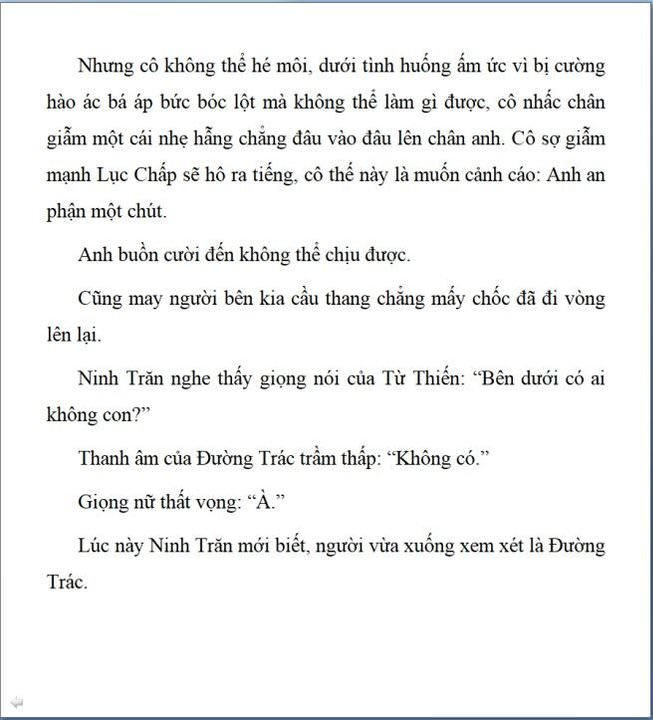 Nhưng cô không thể hé môi, dưới tình huống ấm ức vì bị cường
hào ác bá áp bức bóc lột mà không thể làm gì được, cô nhấc chân
giẫm một cái nhẹ hẫng chẳng đâu vào đâu lên chân anh. Cô sợ giẫm
mạnh Lục Chấp sẽ hô ra tiếng, cô thế này là muốn cảnh cáo: Anh an
phận một chút.
Anh buồn cười đến không thể chịu được.
Cũng may người bên kia cầu thang chẳng mấy chốc đã đi vòng
lên lại.
Ninh Trăn nghe thấy giọng nói của Từ Thiến: “Bên dưới có ai
không con?”
Thanh âm của Đường Trác trầm thấp: “Không có.”
Giọng nữ thất vọng: “À.”
Lúc này Ninh Trăn mới biết, người vừa xuống xem xét là Đường
Trác.